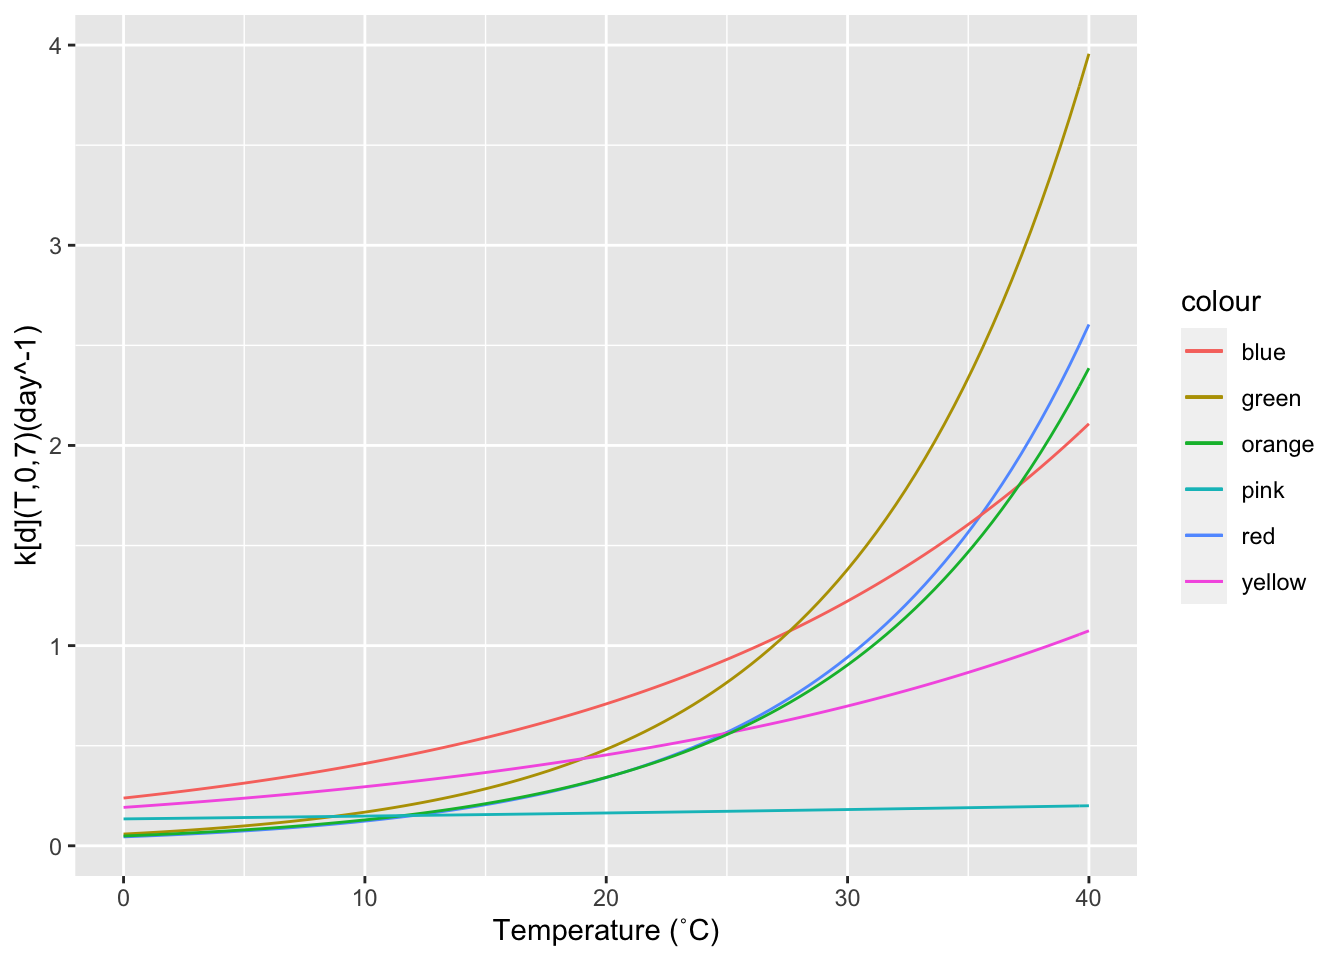 4
3
2
1
0
k[d](T,0,7)(day^-1)
0 10 20 30 40
Temperature (˚C)
colour
blue
green
orange
pink
red
yellow